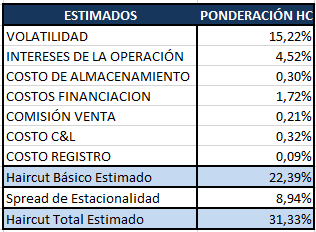 ESTIMADOS PONDERACIÓN HC
VOLATILIDAD 15,22%
INTERESES DE LA OPERACIÓN 4,52%
COSTO DE ALMACENAMIENTO 0,30%
COSTOS FINANCIACION 1,72%
COMISIÓN VENTA 0,21%
COSTO C&L 0,32%
COSTO REGISTRO 0,09%
Haircut Básico Estimado 22,39%
Spread de Estacionalidad 8,94%
Haircut Total Estimado 31,33%